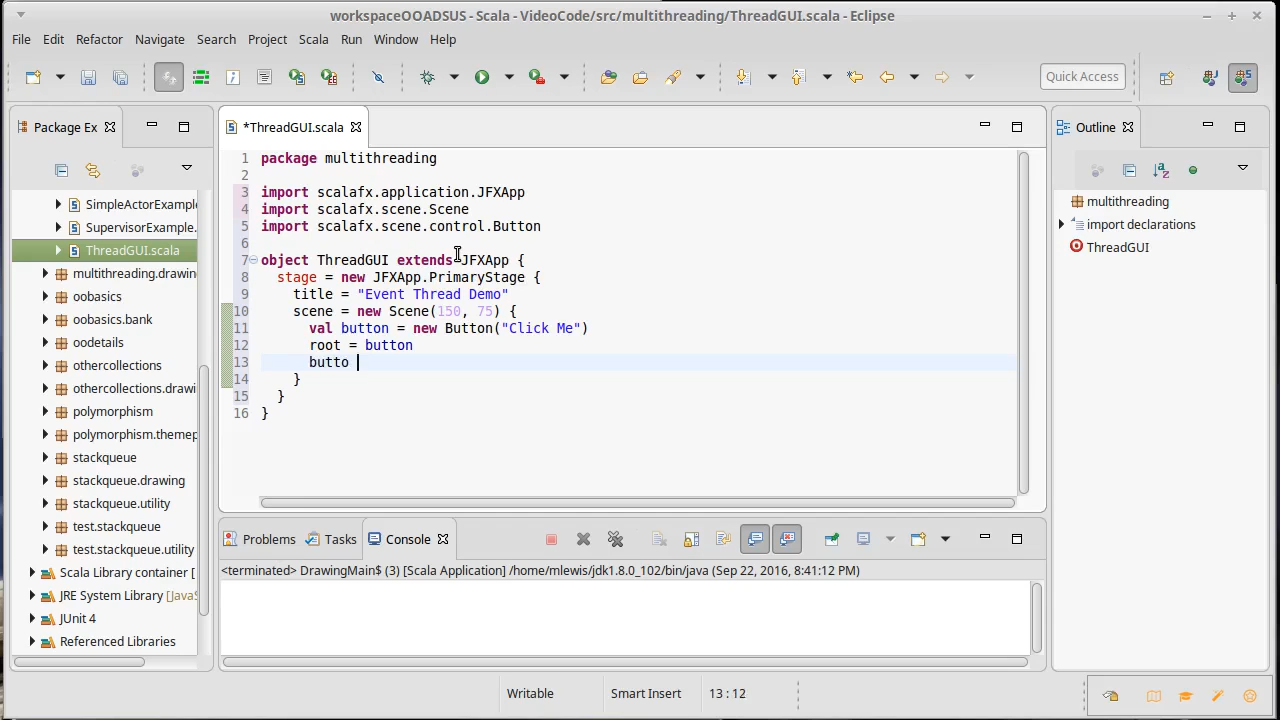 workspaceOOADSUS - Scala - VideoCode/src/multithreading/ThreadGUI.scala - Eclipse
File Edit Refactor Navigate Search Project Scala Run Window Help
Quick Access
Package Ex
*ThreadGUI.scala
Outline
SimpleActorExampl
SupervisorExample.
ThreadGUI.scala
multithreading.drawin
oobasics
oobasics.bank
oodetails
othercollections
othercollections.drawi
polymorphism
polymorphism.themep
stackqueue
stackqueue.drawing
stackqueue.utility
test.stackqueue
test.stackqueue.utility
Scala Library container [
JRE System Library [JavaS
JUnit 4
Referenced Libraries
1 package multithreading
2
3 import scalafx.application.JFXApp
4 import scalafx.scene.Scene
5 import scalafx.scene.control.Button
6
7 object ThreadGUI extends JFXApp {
8 stage = new JFXApp.PrimaryStage {
9 title = "Event Thread Demo"
10 scene = new Scene(150, 75) {
11 val button = new Button("Click Me")
12 root = button
13 butto
14 }
15 }
16 }
multithreading
import declarations
ThreadGUI
Problems Tasks Console
<terminated> DrawingMain$ (3) [Scala Application] /home/mlewis/jdk1.8.0_102/bin/java (Sep 22, 2016, 8:41:12 PM)
Writable Smart Insert 13 : 12